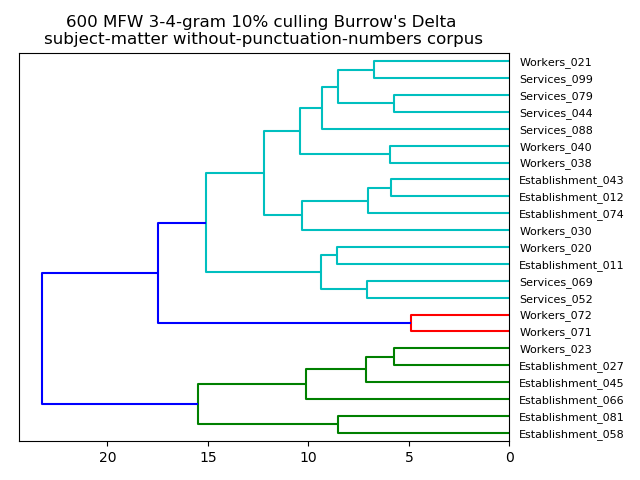 600 MFW 3-4-gram 10% culling Burrow's Delta
subject-matter without-punctuation-numbers corpus
Workers_021
Services_099
Services_079
Services_044
Services_088
Workers_040
Workers_038
Establishment_043
Establishment_012
Establishment_074
Workers_030
Workers_020
Establishment_011
Services_069
Services_052
Workers_072
Workers_071
Workers_023
Establishment_027
Establishment_045
Establishment_066
Establishment_081
Establishment_058
20 15 10 5 0